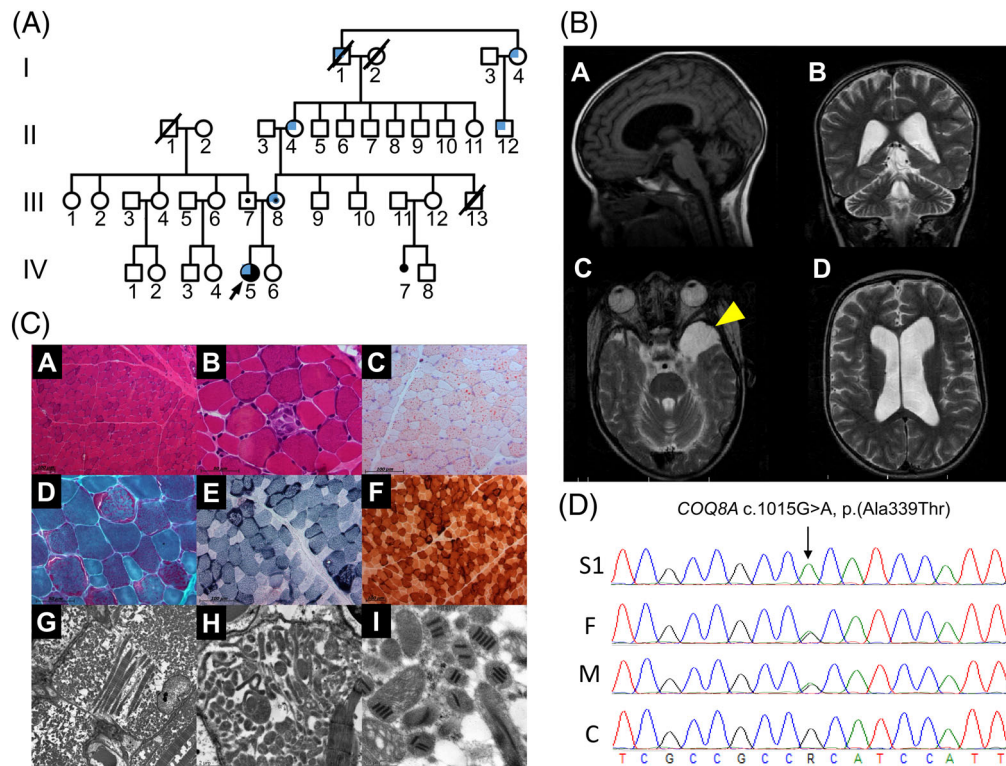 (A)
I
1 2 3 4
II
1 2 3 4 5 6 7 8 9 10 11 12
III
1 2 3 4 5 6 7 8 9 10 11 12 13
IV
1 2 3 4 5 6 7 8
(B)
A B
C D
(C)
A B C
D E F
G H I
(D)
COQ8A c.1015G>A, p.(Ala339Thr)
S1
F
M
C
T C G C C G C C R C A T C C A T T